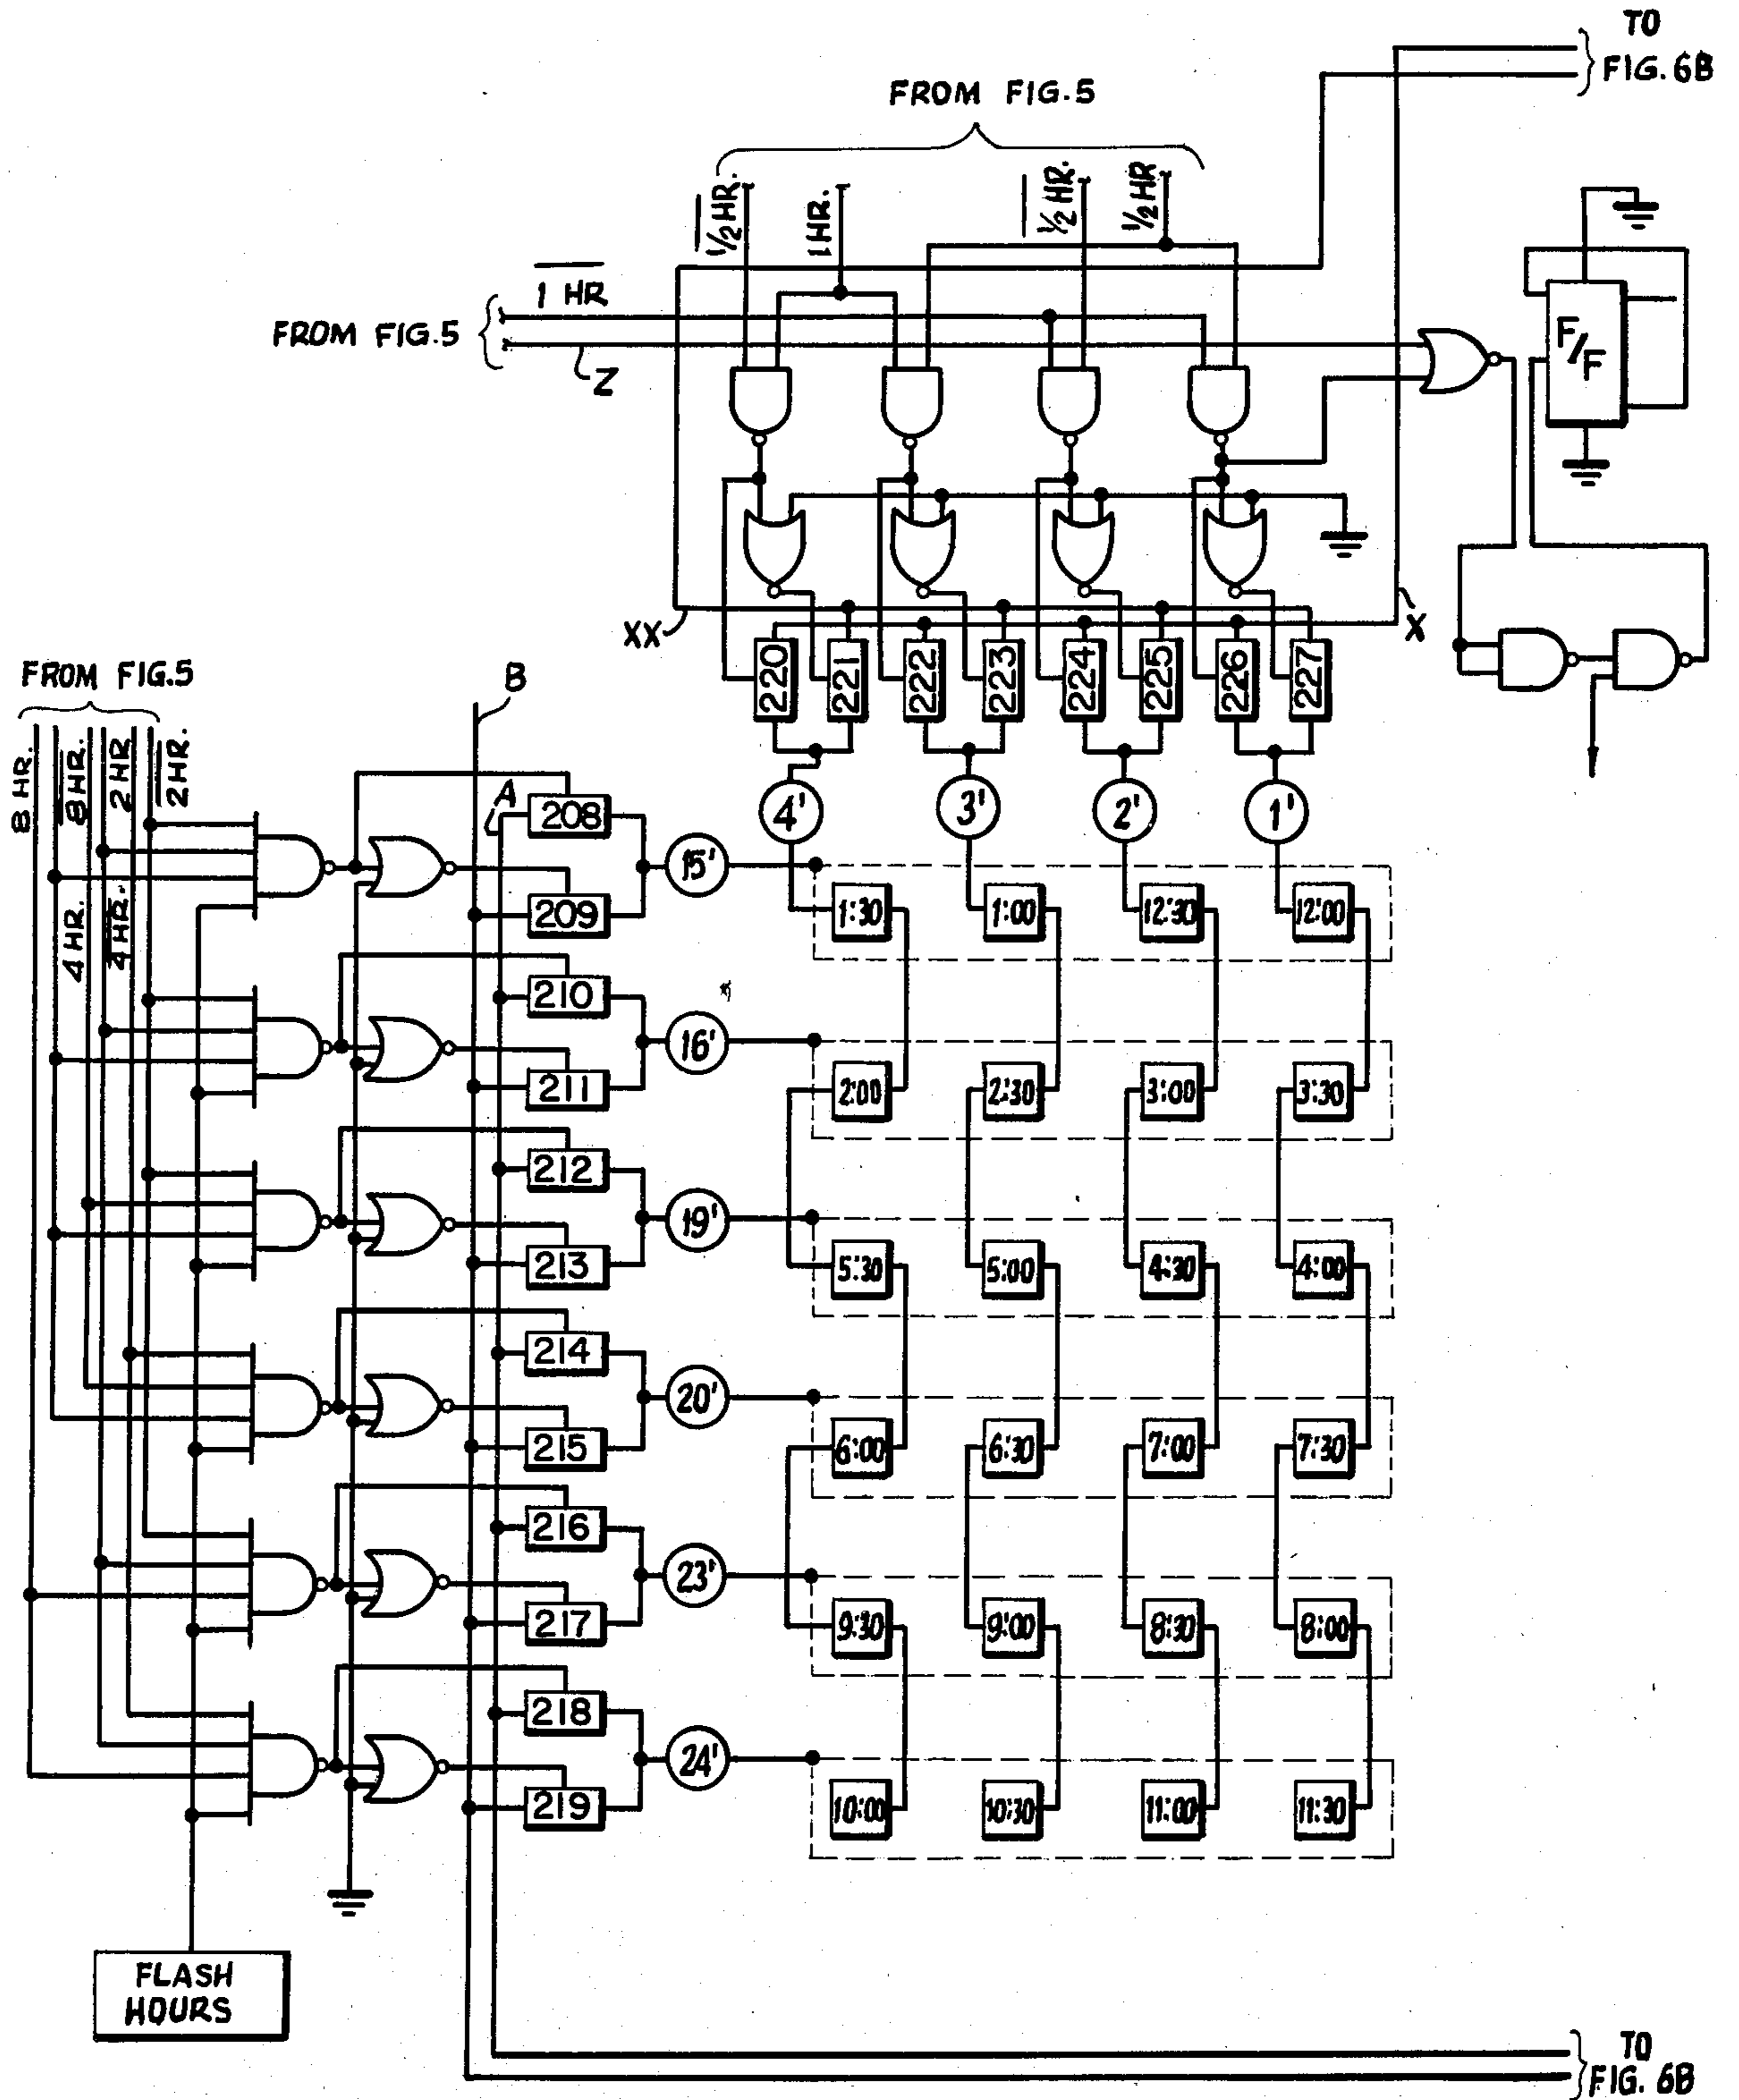 TO
FIG. 6B
FROM FIG.5
1/2 HR.
1 HR.
1/2 HR.
1/2 HR
1 HR
FROM FIG.5
Z
F/F
XX
X
220
221
222
223
224
225
226
227
FROM FIG.5
B
8 HR.
8 HR.
2 HR
2 HR.
4 HR.
4 HR.
A
4'
3'
2'
1'
208
15'
209
1:30
1:00
12:30
12:00
210
16'
211
2:00
2:30
3:00
3:30
212
19'
213
5:30
5:00
4:30
4:00
214
20'
215
6:00
6:30
7:00
7:30
216
23'
217
9:30
9:00
8:30
8:00
218
24'
219
10:00
10:30
11:00
11:30
FLASH
HOURS
TO
FIG. 6B